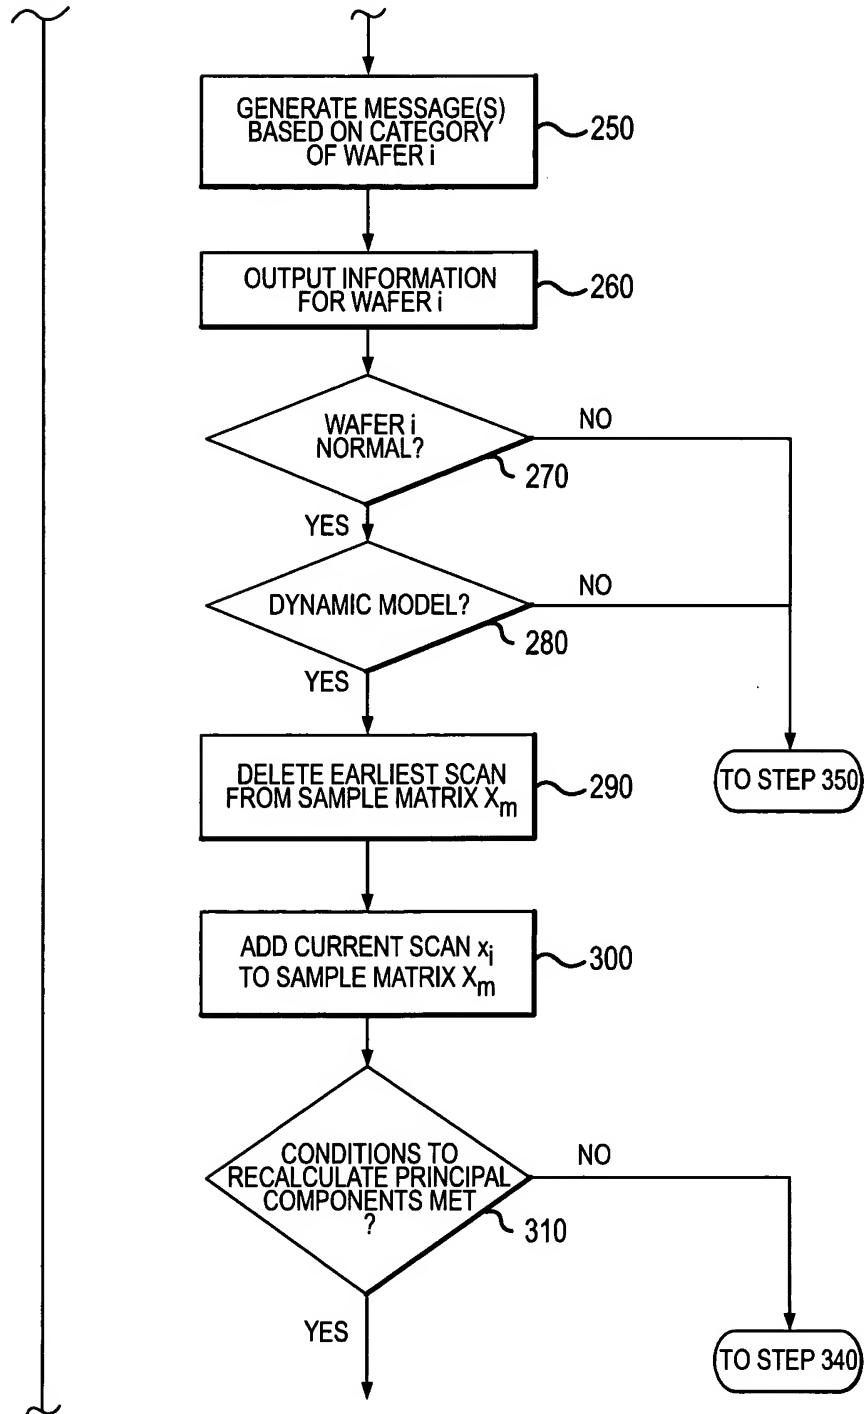 GENERATE MESSAGE(S)
BASED ON CATEGORY
OF WAFER i
250
OUTPUT INFORMATION
FOR WAFER i
260
WAFER i
NORMAL?
NO
270
YES
DYNAMIC MODEL?
NO
280
YES
DELETE EARLIEST SCAN
FROM SAMPLE MATRIX Xm
290
TO STEP 350
ADD CURRENT SCAN xi
TO SAMPLE MATRIX Xm
300
CONDITIONS TO
RECALCULATE PRINCIPAL
COMPONENTS MET
?
NO
310
YES
TO STEP 340